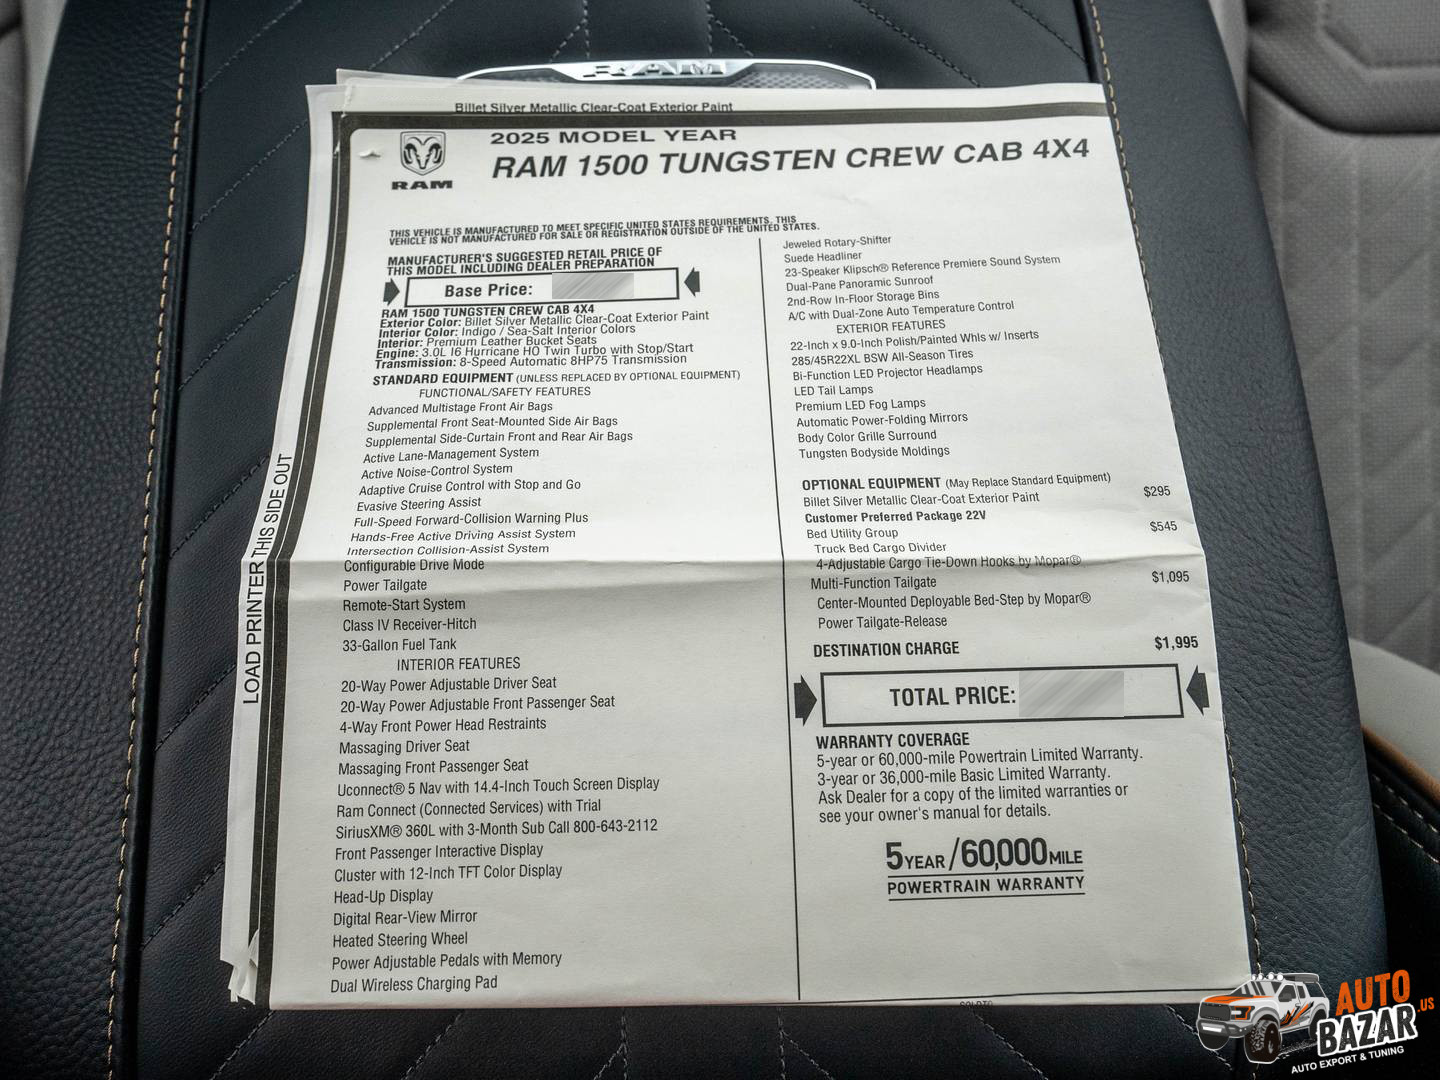 RAM
Billet Silver Metallic Clear-Coat Exterior Paint
2025 MODEL YEAR
RAM 1500 TUNGSTEN CREW CAB 4X4
RAM
THIS VEHICLE IS MANUFACTURED TO MEET SPECIFIC UNITED STATES REQUIREMENTS. THIS
VEHICLE IS NOT MANUFACTURED FOR SALE OR REGISTRATION OUTSIDE OF THE UNITED STATES.
MANUFACTURER'S SUGGESTED RETAIL PRICE OF
THIS MODEL INCLUDING DEALER PREPARATION
Base Price:
RAM 1500 TUNGSTEN CREW CAB 4X4
Exterior Color: Billet Silver Metallic Clear-Coat Exterior Paint
Interior Color: Indigo / Sea-Salt Interior Colors
Interior: Premium Leather Bucket Seats
Engine: 3.0L I6 Hurricane HO Twin Turbo with Stop/Start
Transmission: 8-Speed Automatic 8HP75 Transmission
STANDARD EQUIPMENT (UNLESS REPLACED BY OPTIONAL EQUIPMENT)
FUNCTIONAL/SAFETY FEATURES
Advanced Multistage Front Air Bags
Supplemental Front Seat-Mounted Side Air Bags
Supplemental Side-Curtain Front and Rear Air Bags
Active Lane-Management System
Active Noise-Control System
Adaptive Cruise Control with Stop and Go
Evasive Steering Assist
Full-Speed Forward-Collision Warning Plus
Hands-Free Active Driving Assist System
Intersection Collision-Assist System
Configurable Drive Mode
Power Tailgate
Remote-Start System
Class IV Receiver-Hitch
33-Gallon Fuel Tank
INTERIOR FEATURES
20-Way Power Adjustable Driver Seat
20-Way Power Adjustable Front Passenger Seat
4-Way Front Power Head Restraints
Massaging Driver Seat
Massaging Front Passenger Seat
Uconnect® 5 Nav with 14.4-Inch Touch Screen Display
Ram Connect (Connected Services) with Trial
SiriusXM® 360L with 3-Month Sub Call 800-643-2112
Front Passenger Interactive Display
Cluster with 12-Inch TFT Color Display
Head-Up Display
Digital Rear-View Mirror
Heated Steering Wheel
Power Adjustable Pedals with Memory
Dual Wireless Charging Pad
LOAD PRINTER THIS SIDE OUT
Jeweled Rotary-Shifter
Suede Headliner
23-Speaker Klipsch® Reference Premiere Sound System
Dual-Pane Panoramic Sunroof
2nd-Row In-Floor Storage Bins
A/C with Dual-Zone Auto Temperature Control
EXTERIOR FEATURES
22-Inch x 9.0-Inch Polish/Painted Whls w/ Inserts
285/45R22XL BSW All-Season Tires
Bi-Function LED Projector Headlamps
LED Tail Lamps
Premium LED Fog Lamps
Automatic Power-Folding Mirrors
Body Color Grille Surround
Tungsten Bodyside Moldings
OPTIONAL EQUIPMENT (May Replace Standard Equipment)
Billet Silver Metallic Clear-Coat Exterior Paint $295
Customer Preferred Package 22V
Bed Utility Group $545
Truck Bed Cargo Divider
4-Adjustable Cargo Tie-Down Hooks by Mopar®
Multi-Function Tailgate $1,095
Center-Mounted Deployable Bed-Step by Mopar®
Power Tailgate-Release
DESTINATION CHARGE $1,995
TOTAL PRICE:
WARRANTY COVERAGE
5-year or 60,000-mile Powertrain Limited Warranty.
3-year or 36,000-mile Basic Limited Warranty.
Ask Dealer for a copy of the limited warranties or
see your owner's manual for details.
5 YEAR / 60,000 MILE
POWERTRAIN WARRANTY
AUTO
BAZAR.US
AUTO EXPORT & TUNING